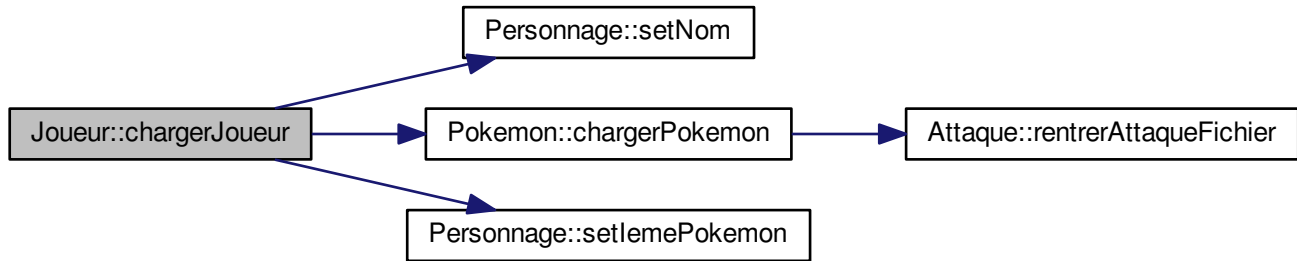 Personnage::setNom
Joueur::chargerJoueur
Pokemon::chargerPokemon
Attaque::rentrerAttaqueFichier
Personnage::setIemePokemon